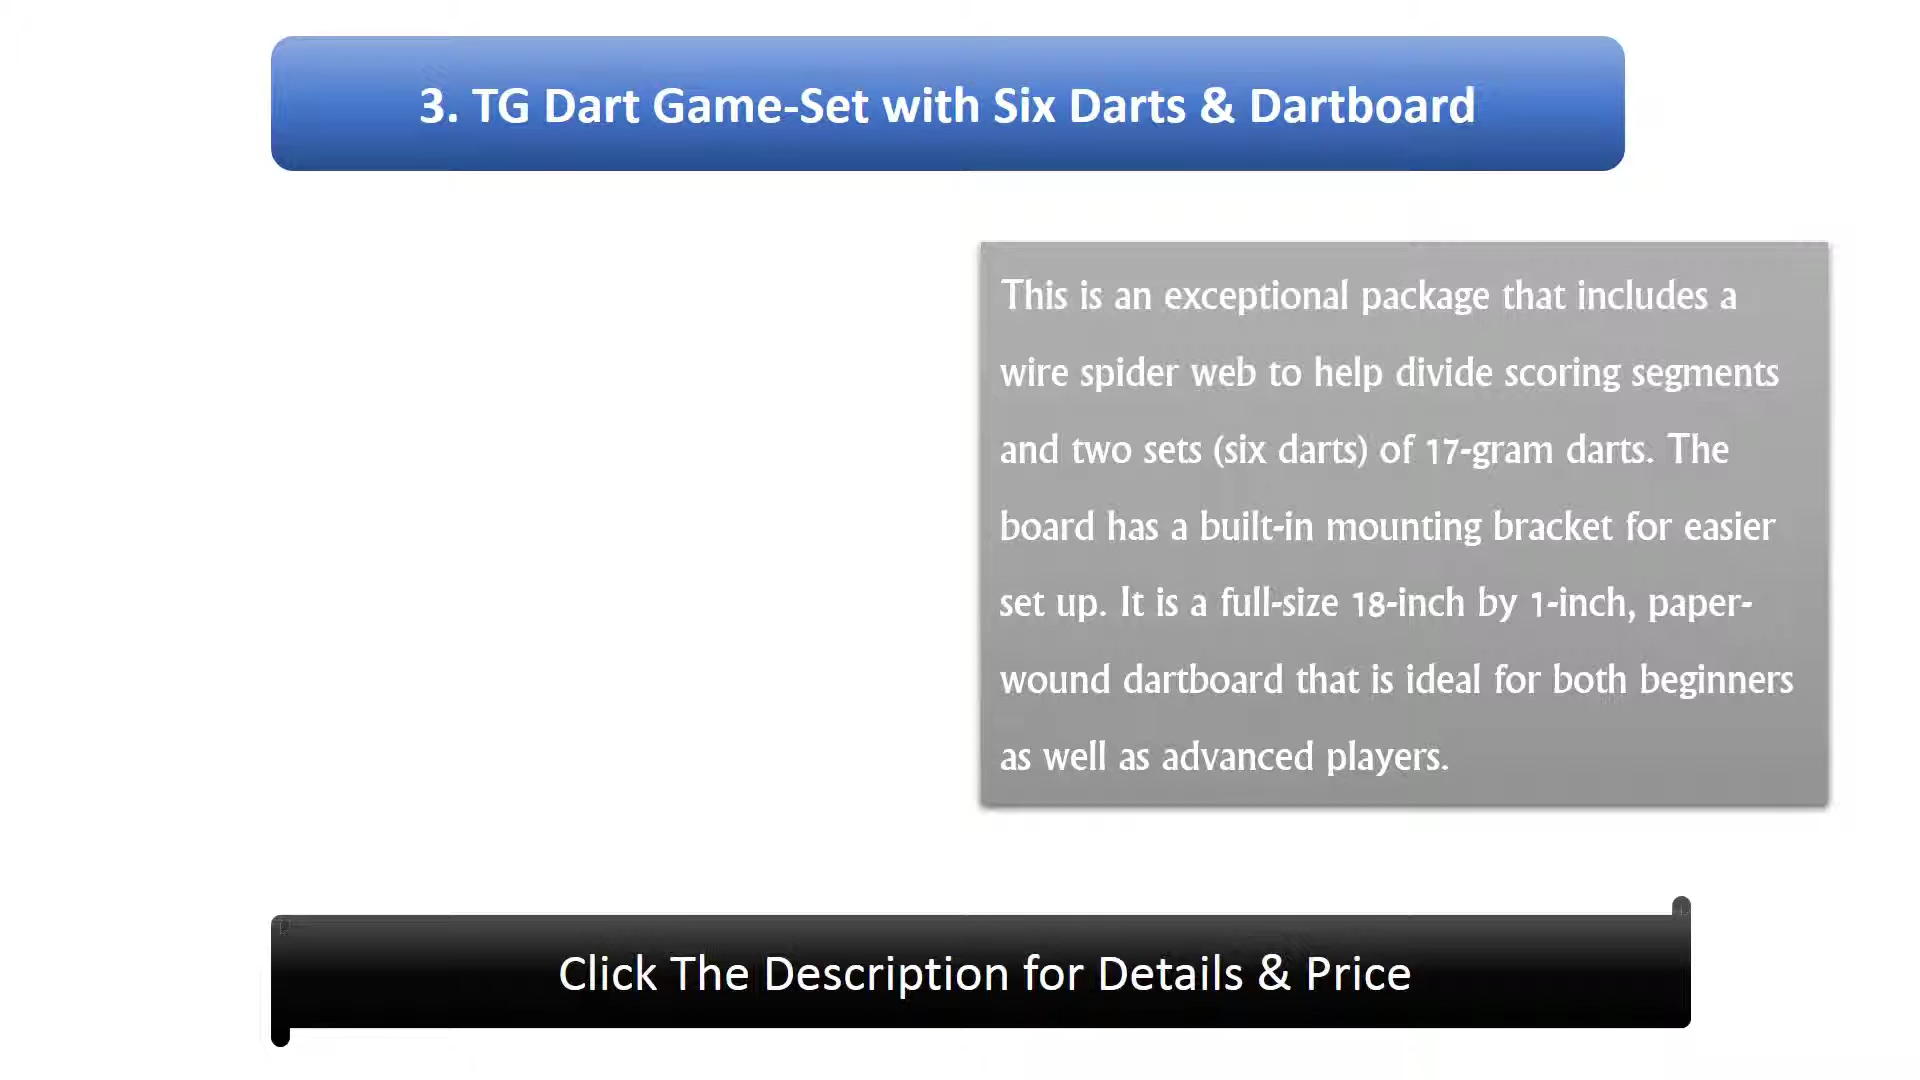 3. TG Dart Game-Set with Six Darts & Dartboard
This is an exceptional package that includes a
wire spider web to help divide scoring segments
and two sets (six darts) of 17-gram darts. The
board has a built-in mounting bracket for easier
set up. It is a full-size 18-inch by 1-inch, paper-
wound dartboard that is ideal for both beginners
as well as advanced players.
Click The Description for Details & Price